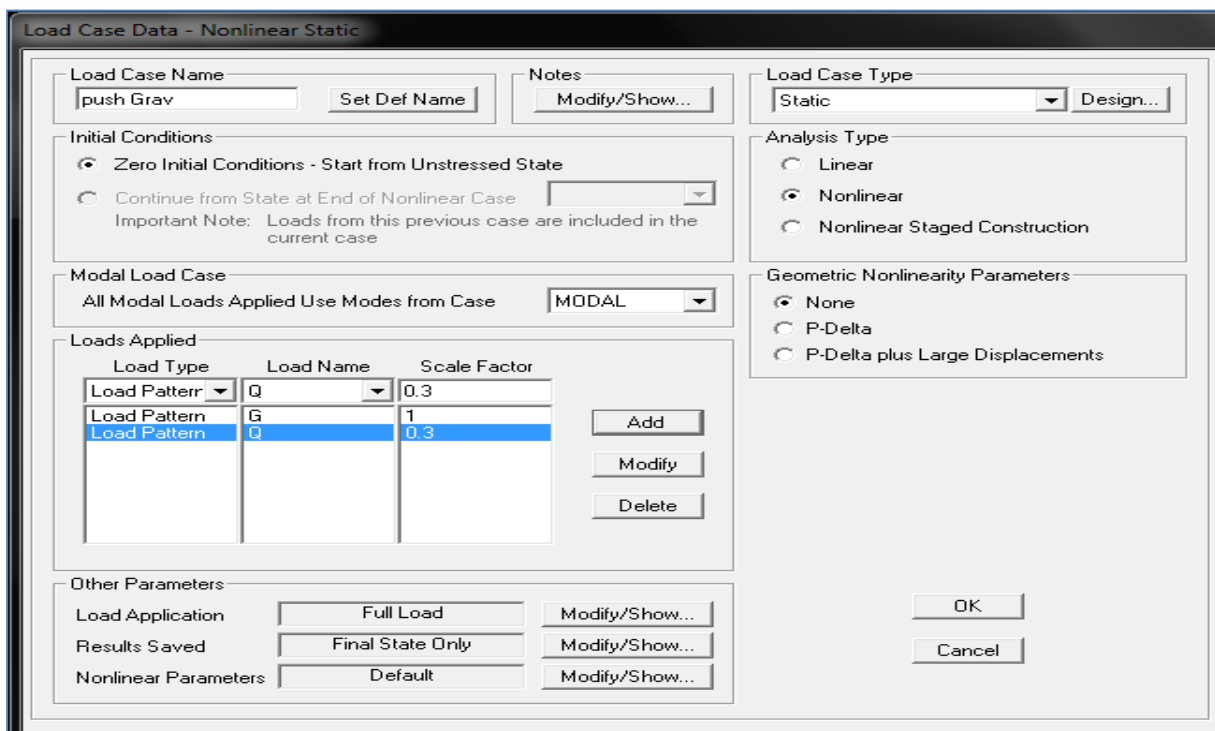 Load Case Data - Nonlinear Static
Load Case Name
push Grav
Set Def Name
Notes
Modify/Show...
Load Case Type
Static
Design...
Initial Conditions
Zero Initial Conditions - Start from Unstressed State
Continue from State at End of Nonlinear Case
Important Note: Loads from this previous case are included in the
current case
Analysis Type
Linear
Nonlinear
Nonlinear Staged Construction
Modal Load Case
All Modal Loads Applied Use Modes from Case
MODAL
Geometric Nonlinearity Parameters
None
P-Delta
P-Delta plus Large Displacements
Loads Applied
Load Type Load Name Scale Factor
Load Pattern Q 0.3
Load Pattern G 1
Load Pattern Q 0.3
Add
Modify
Delete
Other Parameters
Load Application Full Load Modify/Show...
Results Saved Final State Only Modify/Show...
Nonlinear Parameters Default Modify/Show...
OK
Cancel